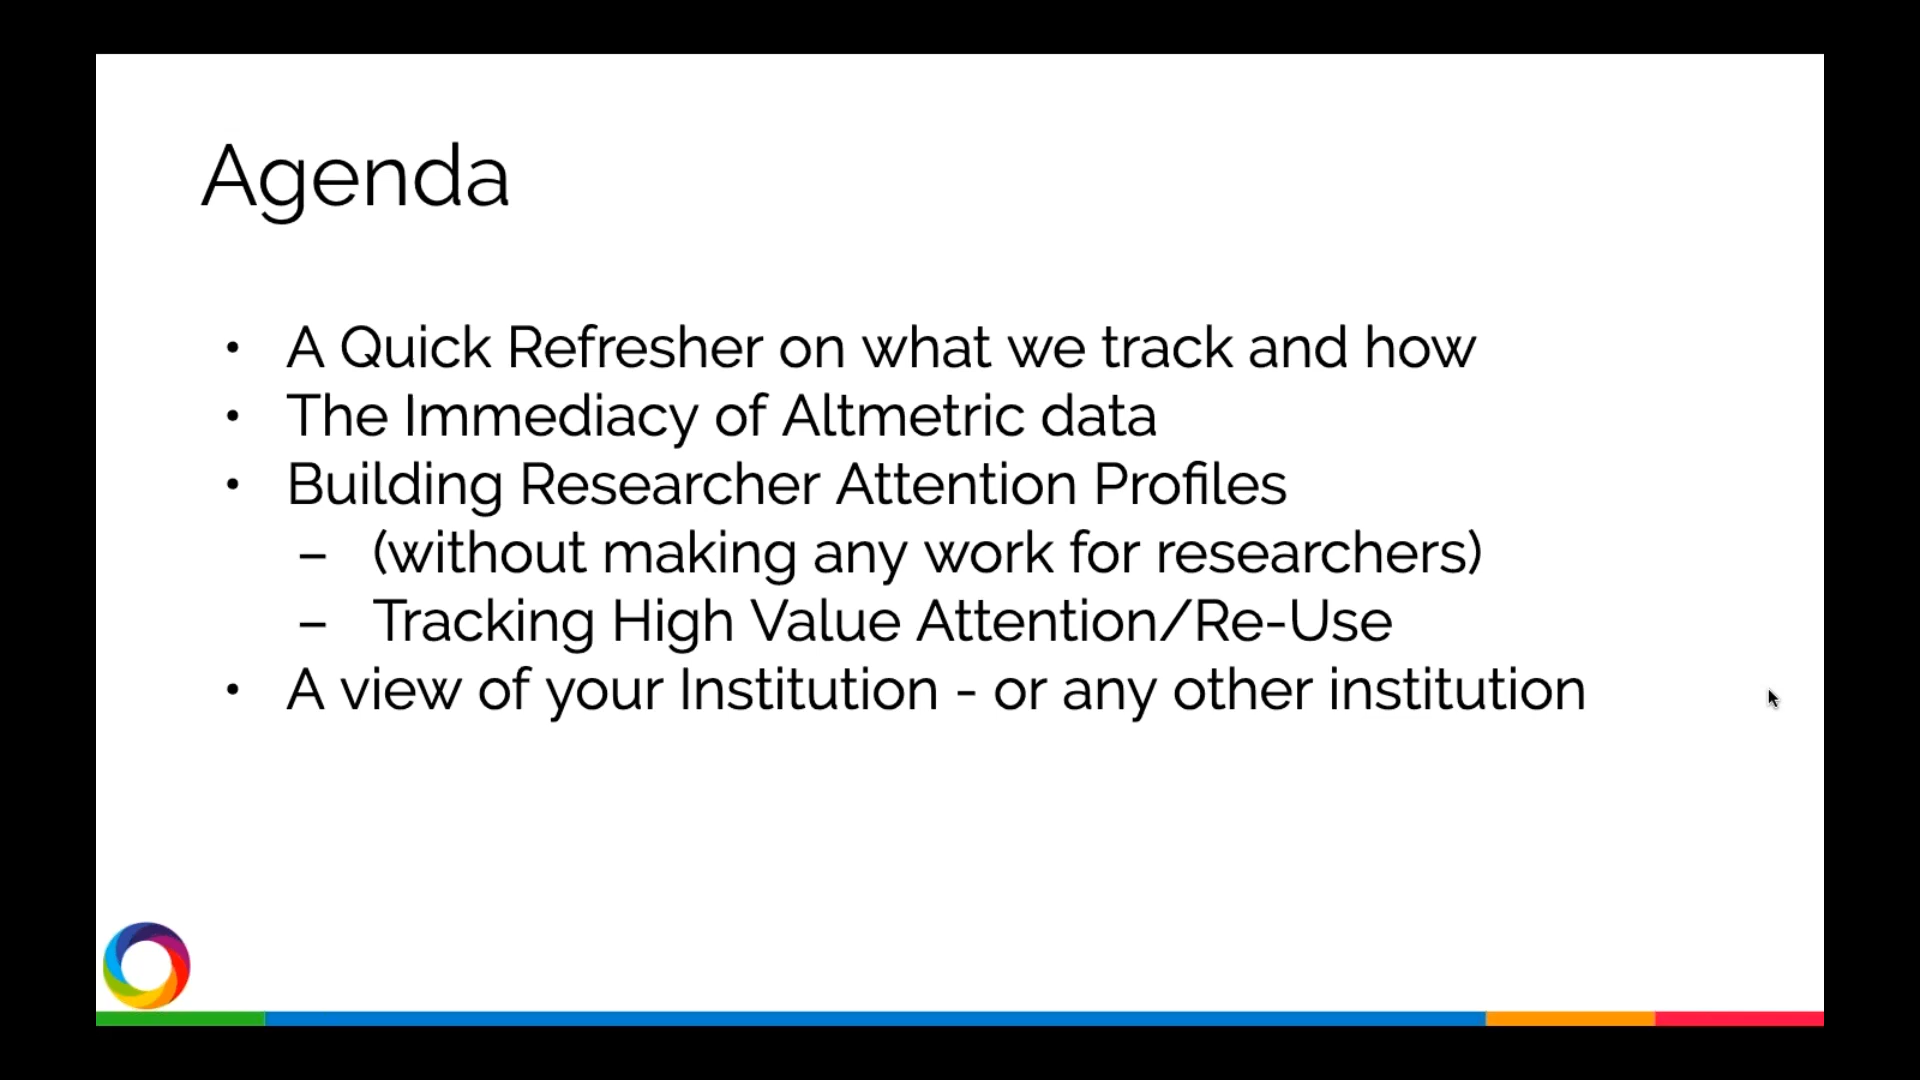 Agenda
• A Quick Refresher on what we track and how
• The Immediacy of Altmetric data
• Building Researcher Attention Profiles
– (without making any work for researchers)
– Tracking High Value Attention/Re-Use
• A view of your Institution - or any other institution